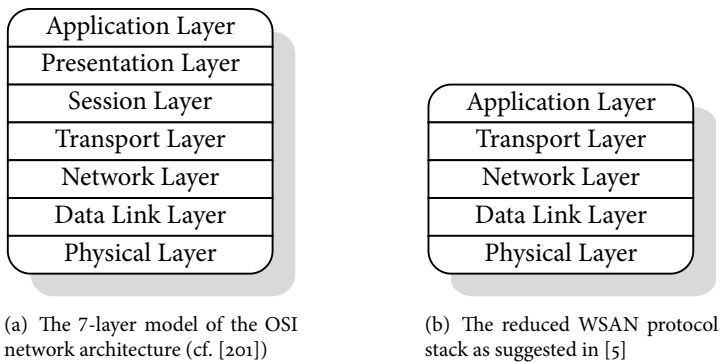 Application Layer
Presentation Layer
Session Layer
Transport Layer
Network Layer
Data Link Layer
Physical Layer
(a) The 7-layer model of the OSI
network architecture (cf. [201])
Application Layer
Transport Layer
Network Layer
Data Link Layer
Physical Layer
(b) The reduced WSAN protocol
stack as suggested in [5]